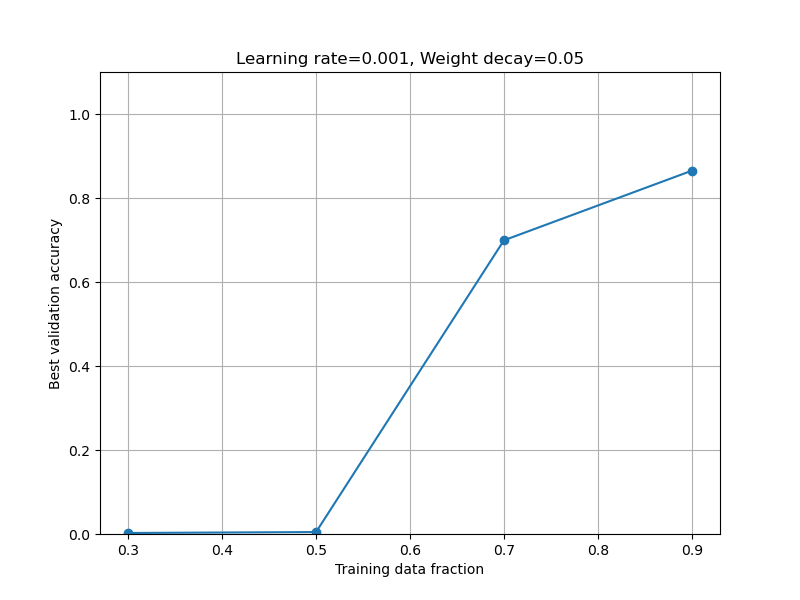 Learning rate=0.001, Weight decay=0.05
1.0
0.8
0.6
0.4
0.2
0.0
Best validation accuracy
0.3 0.4 0.5 0.6 0.7 0.8 0.9
Training data fraction